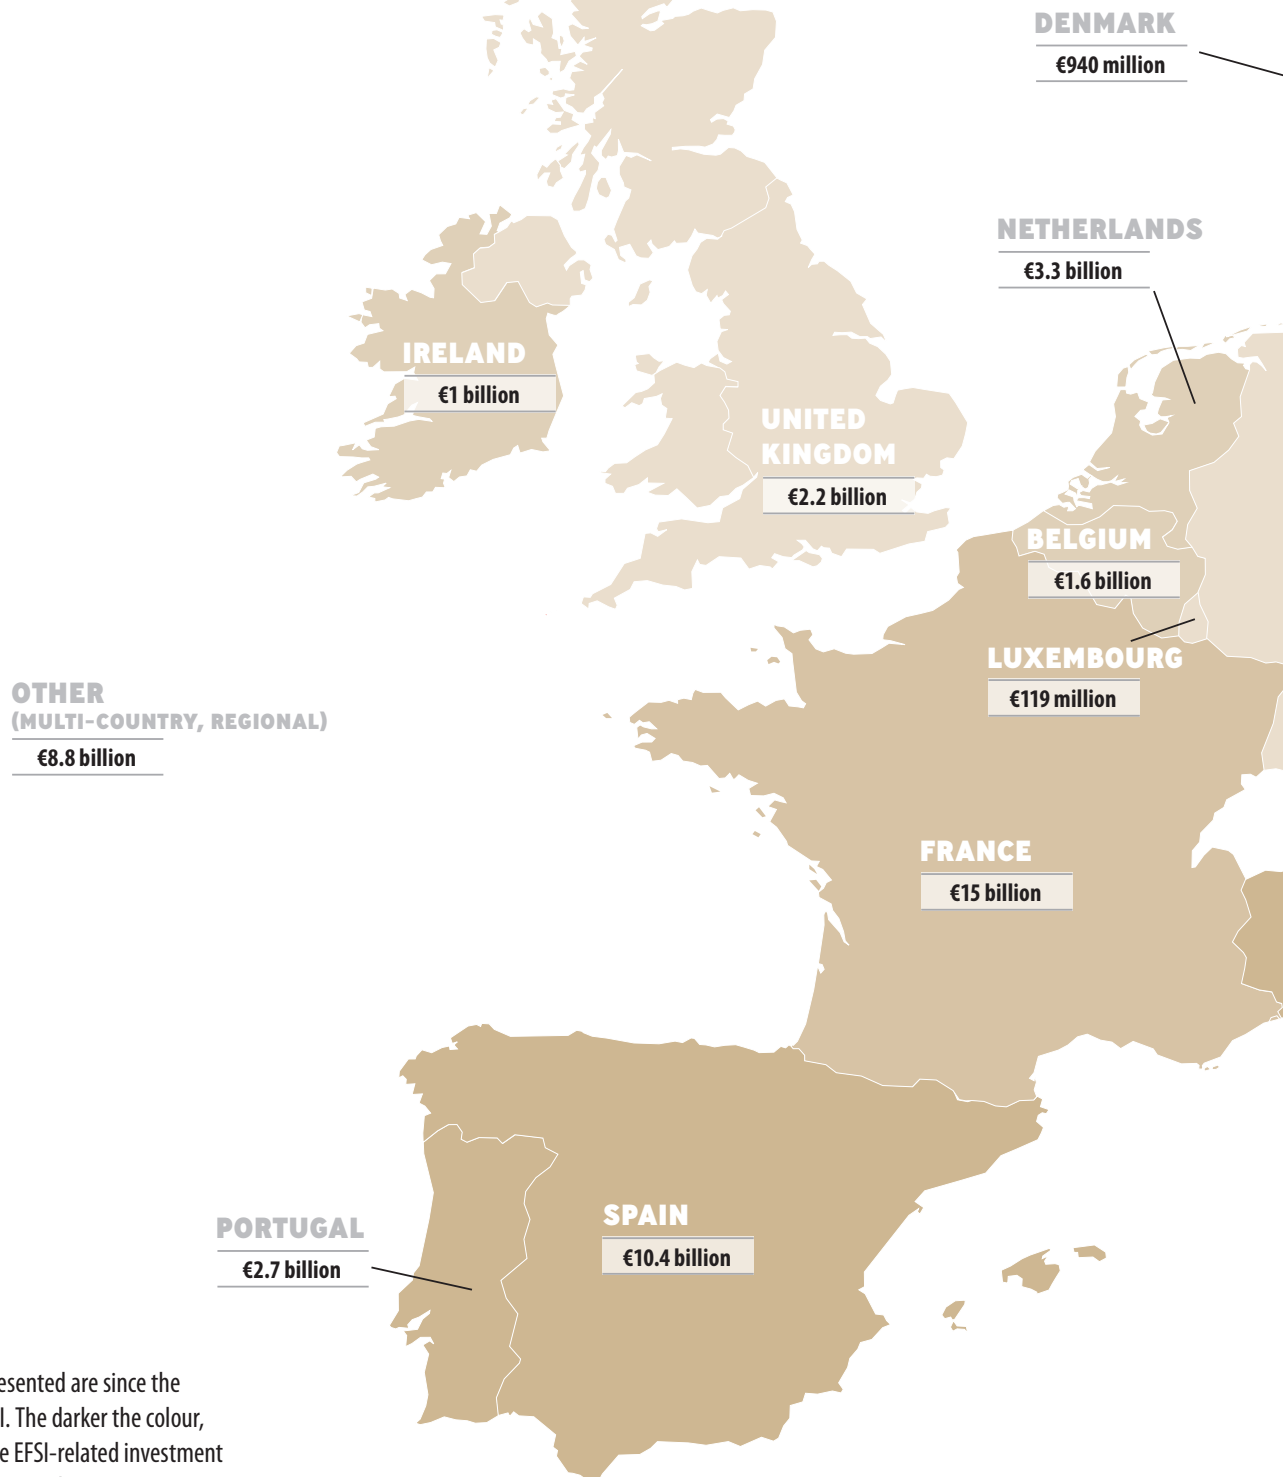 DENMARK
€940 million
NETHERLANDS
€3.3 billion
IRELAND
€1 billion
UNITED
KINGDOM
€2.2 billion
BELGIUM
€1.6 billion
LUXEMBOURG
€119 million
OTHER
(MULTI-COUNTRY, REGIONAL)
€8.8 billion
FRANCE
€15 billion
SPAIN
€10.4 billion
PORTUGAL
€2.7 billion
esented are since the
I. The darker the colour,
e EFSI-related investment